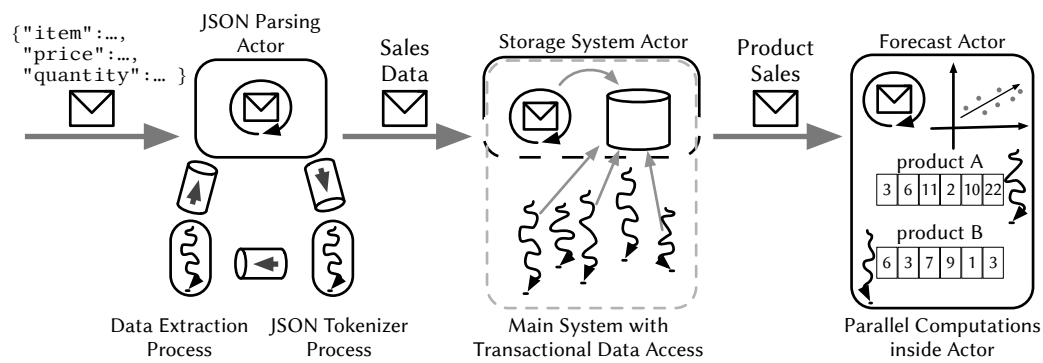 {"item":…,
"price":…,
"quantity":… }
JSON Parsing
Actor
Sales
Data
Storage System Actor
Product
Sales
Forecast Actor
product A
3 6 11 2 10 22
product B
6 3 7 9 1 3
Data Extraction
Process
JSON Tokenizer
Process
Main System with
Transactional Data Access
Parallel Computations
inside Actor